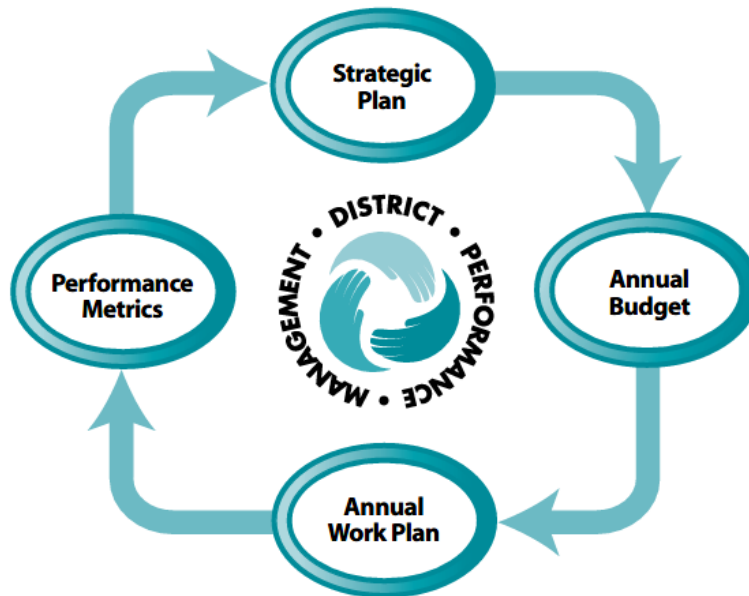 Strategic
Plan
Annual
Budget
Annual
Work Plan
Performance
Metrics
DISTRICT • PERFORMANCE • MANAGEMENT •